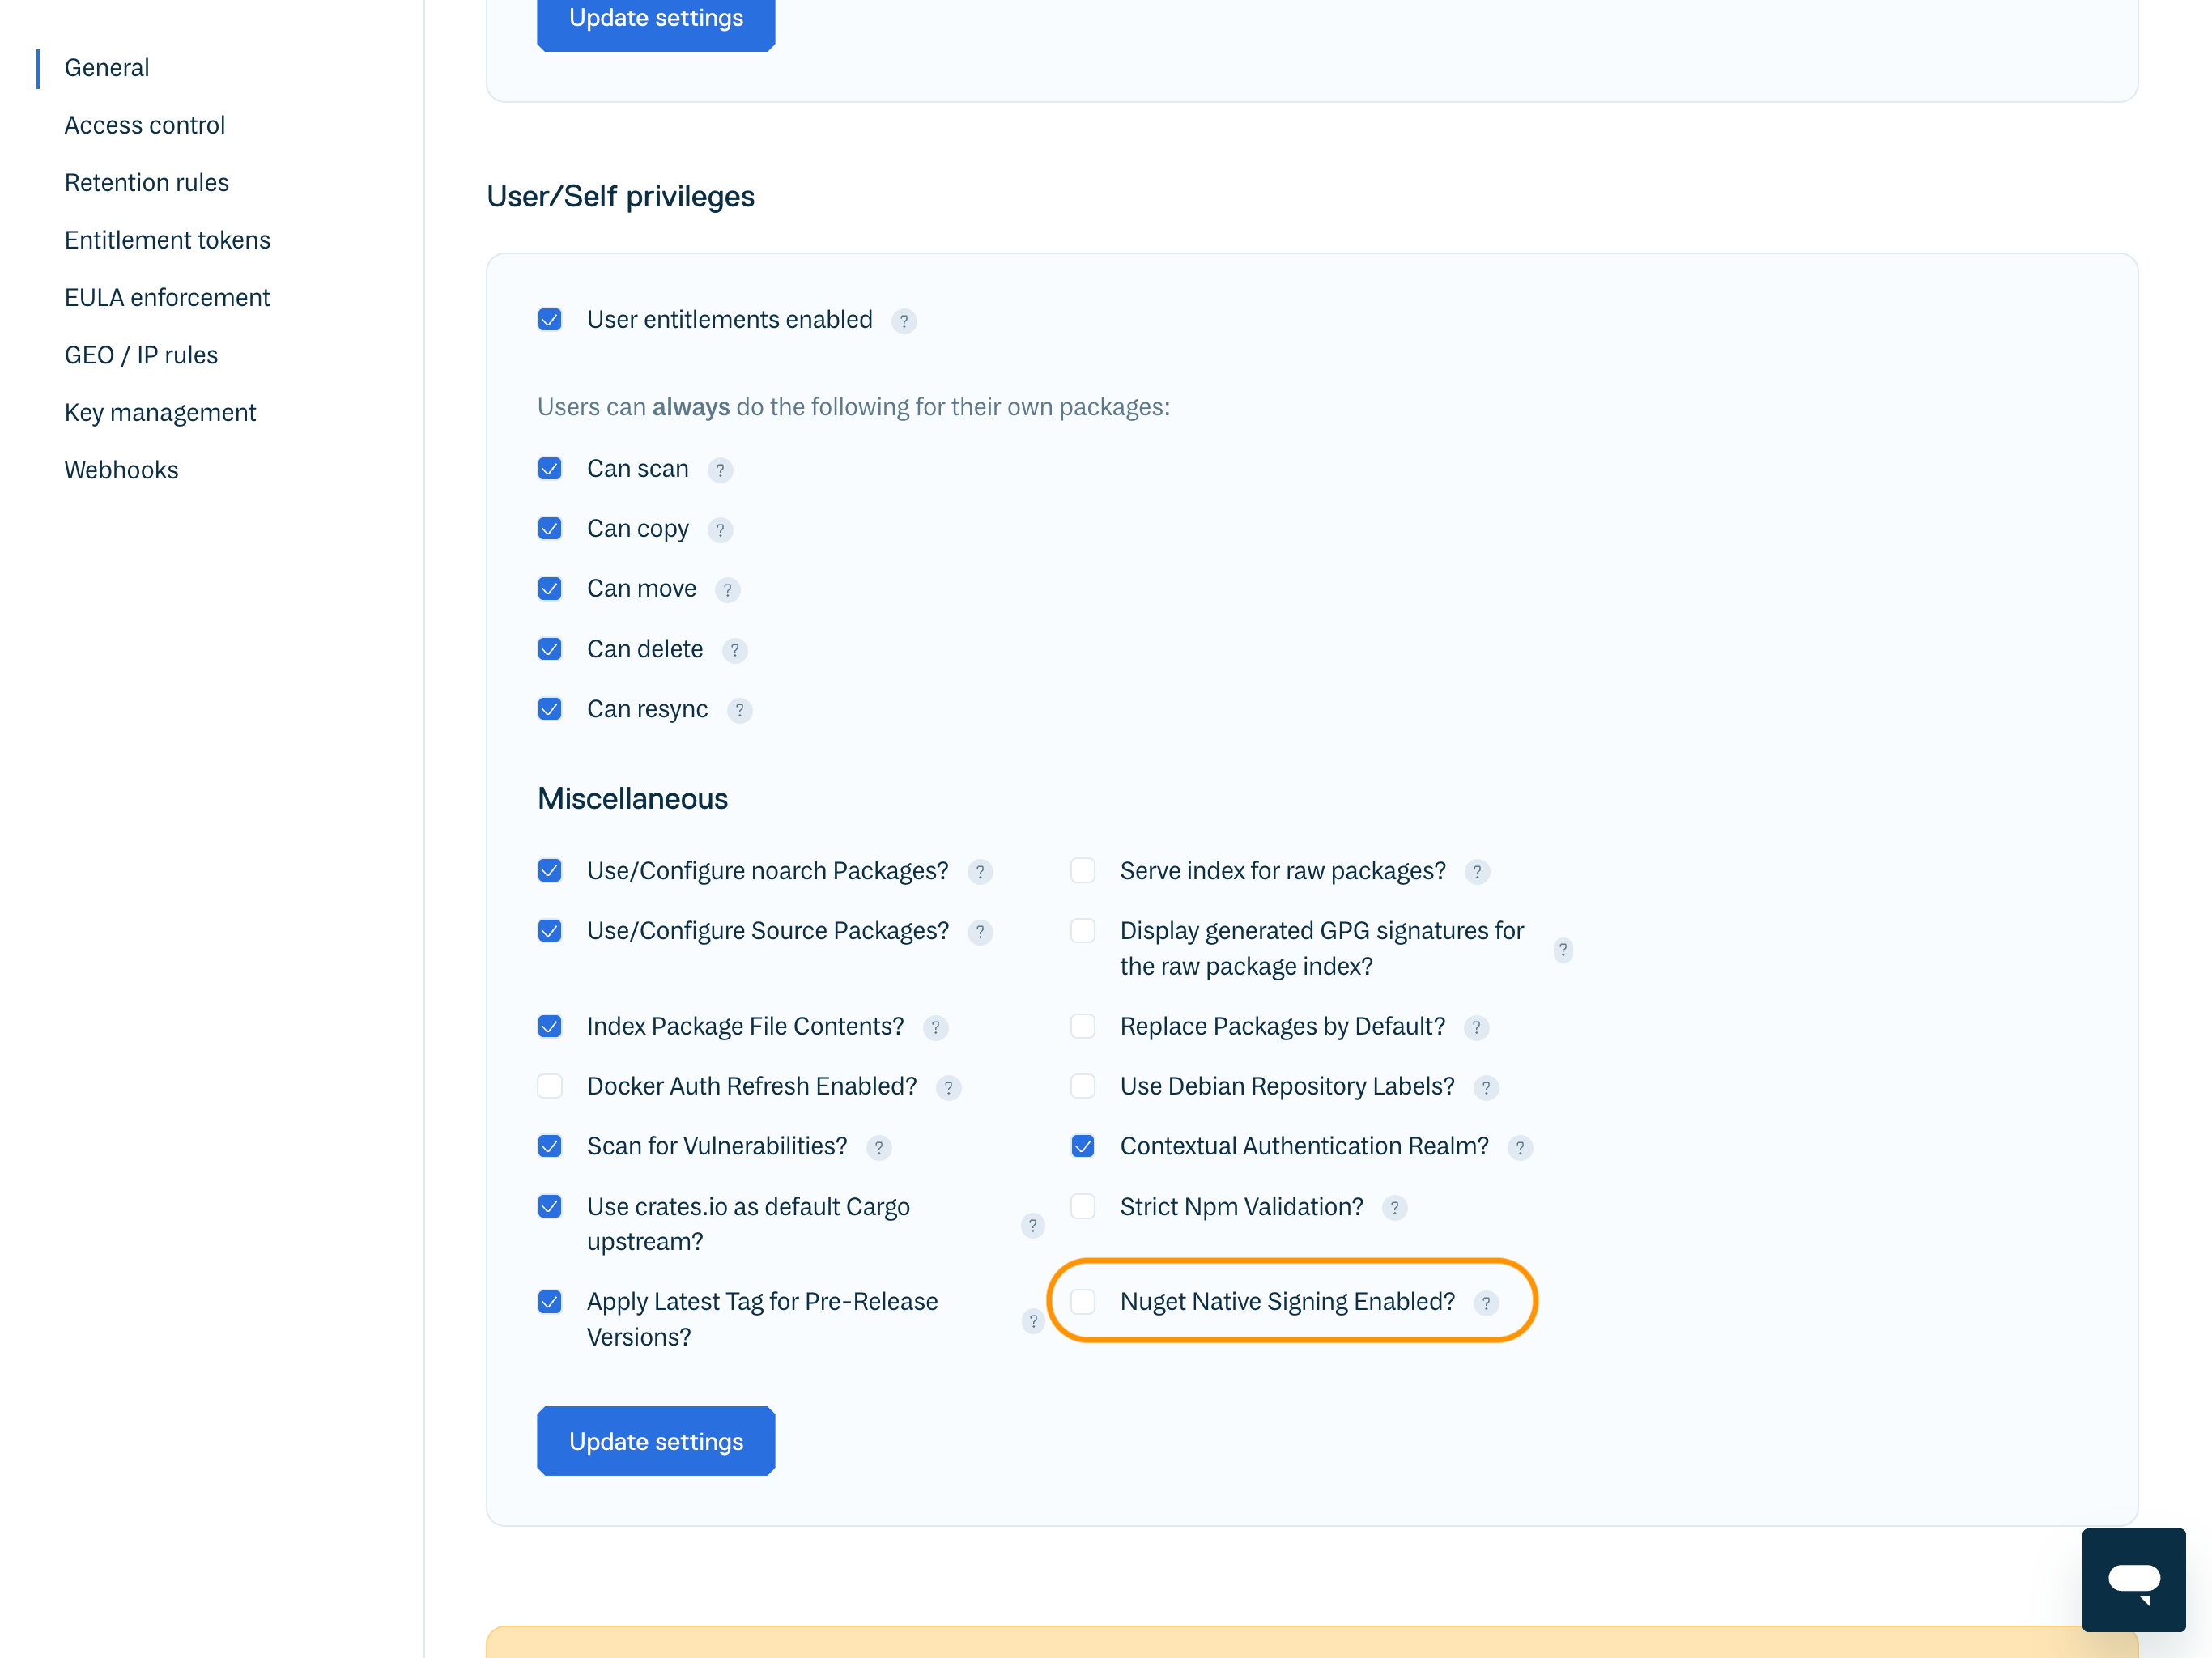 Update settings
General
Access control
Retention rules
Entitlement tokens
EULA enforcement
GEO / IP rules
Key management
Webhooks
User/Self privileges
User entitlements enabled ?
Users can always do the following for their own packages:
Can scan ?
Can copy ?
Can move ?
Can delete ?
Can resync ?
Miscellaneous
Use/Configure noarch Packages? ?
Serve index for raw packages? ?
Use/Configure Source Packages? ?
Display generated GPG signatures for
the raw package index? ?
Index Package File Contents? ?
Replace Packages by Default? ?
Docker Auth Refresh Enabled? ?
Use Debian Repository Labels? ?
Scan for Vulnerabilities? ?
Contextual Authentication Realm? ?
Use crates.io as default Cargo
upstream? ?
Strict Npm Validation? ?
Apply Latest Tag for Pre-Release
Versions? ?
Nuget Native Signing Enabled? ?
Update settings